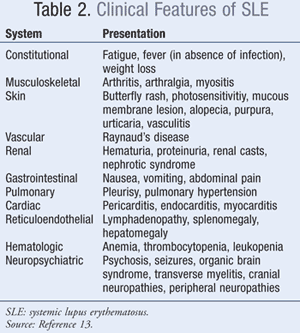 Table 2. Clinical Features of SLE
System Presentation
Constitutional Fatigue, fever (in absence of infection),
weight loss
Musculoskeletal Arthritis, arthralgia, myositis
Skin Butterfly rash, photosensitivitiy, mucous
membrane lesion, alopecia, purpura,
urticaria, vasculitis
Vascular Raynaud's disease
Renal Hematuria, proteinuria, renal casts,
nephrotic syndrome
Gastrointestinal Nausea, vomiting, abdominal pain
Pulmonary Pleurisy, pulmonary hypertension
Cardiac Pericarditis, endocarditis, myocarditis
Reticuloendothelial Lymphadenopathy, splenomegaly,
hepatomegaly
Hematologic Anemia, thrombocytopenia, leukopenia
Neuropsychiatric Psychosis, seizures, organic brain
syndrome, transverse myelitis, cranial
neuropathies, peripheral neuropathies
SLE: systemic lupus erythematosus.
Source: Reference 13.